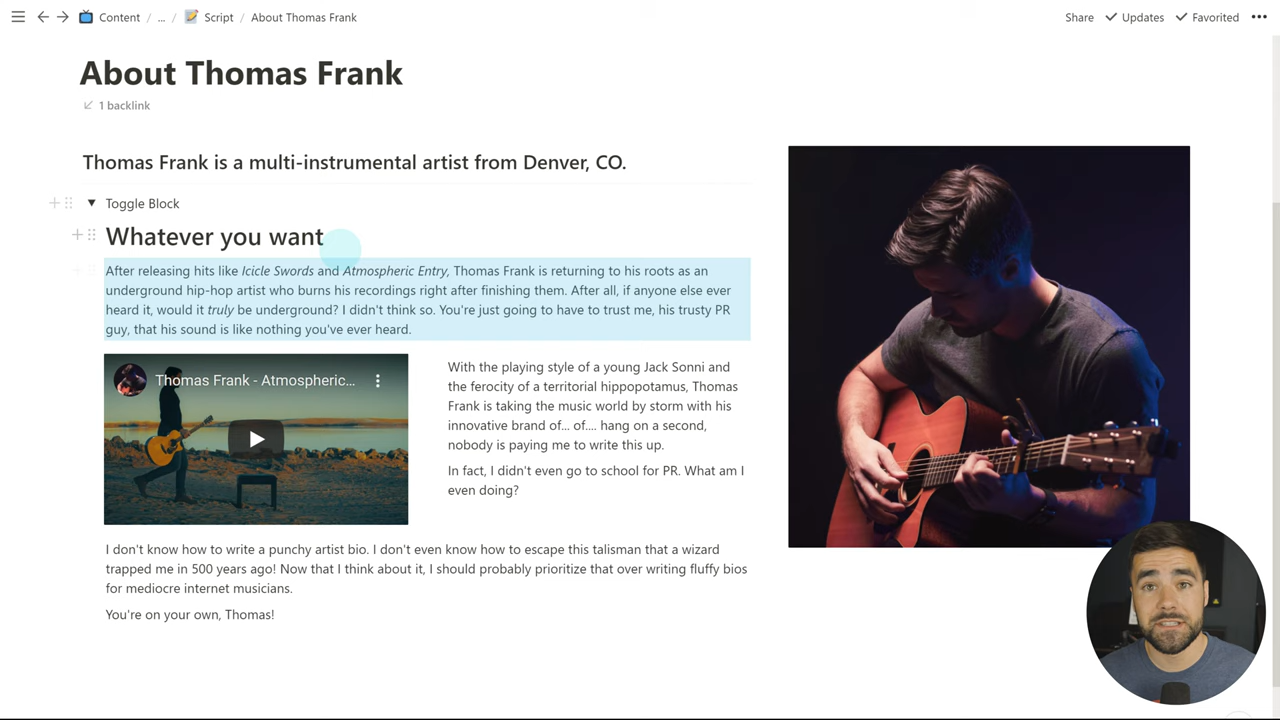 Content / ... / Script / About Thomas Frank
Share Updates Favorited
About Thomas Frank
1 backlink
Thomas Frank is a multi-instrumental artist from Denver, CO.
Toggle Block
Whatever you want
After releasing hits like Icicle Swords and Atmospheric Entry, Thomas Frank is returning to his roots as an
underground hip-hop artist who burns his recordings right after finishing them. After all, if anyone else ever
heard it, would it truly be underground? I didn't think so. You're just going to have to trust me, his trusty PR
guy, that his sound is like nothing you've ever heard.
Thomas Frank - Atmospheric...
With the playing style of a young Jack Sonni and
the ferocity of a territorial hippopotamus, Thomas
Frank is taking the music world by storm with his
innovative brand of... of.... hang on a second,
nobody is paying me to write this up.
In fact, I didn't even go to school for PR. What am I
even doing?
I don't know how to write a punchy artist bio. I don't even know how to escape this talisman that a wizard
trapped me in 500 years ago! Now that I think about it, I should probably prioritize that over writing fluffy bios
for mediocre internet musicians.
You're on your own, Thomas!